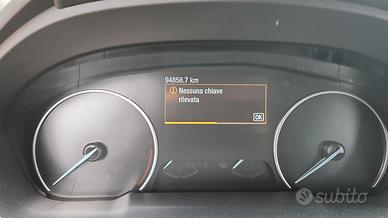 94858.7 km
Nessuna chiave
rilevata
OK
subito